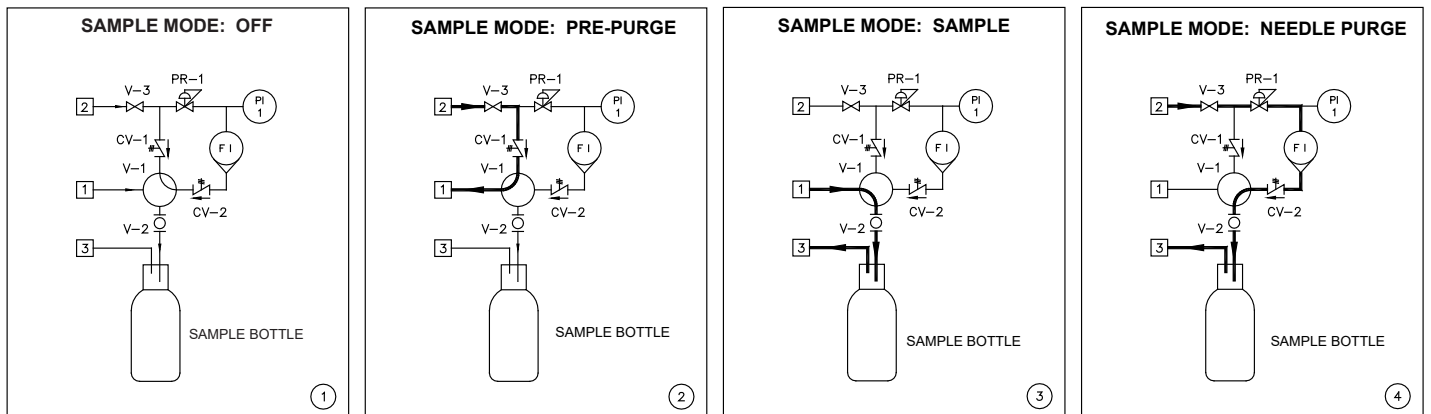 SAMPLE MODE: OFF
PR-1
V-3
2
PI
1
CV-1
FI
V-1
1
CV-2
V-2
3
SAMPLE BOTTLE
1
SAMPLE MODE: PRE-PURGE
PR-1
V-3
2
PI
1
CV-1
FI
V-1
1
CV-2
V-2
3
SAMPLE BOTTLE
2
SAMPLE MODE: SAMPLE
PR-1
V-3
2
PI
1
CV-1
FI
V-1
1
CV-2
V-2
3
SAMPLE BOTTLE
3
SAMPLE MODE: NEEDLE PURGE
PR-1
V-3
2
PI
1
CV-1
FI
V-1
1
CV-2
V-2
3
SAMPLE BOTTLE
4